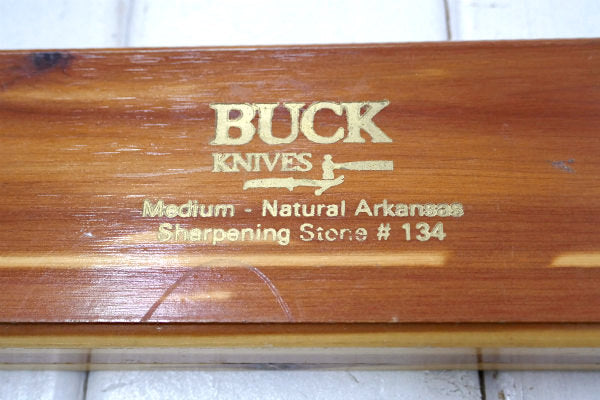 BUCK
KNIVES
Medium - Natural Arkansas
Sharpening Stone # 134